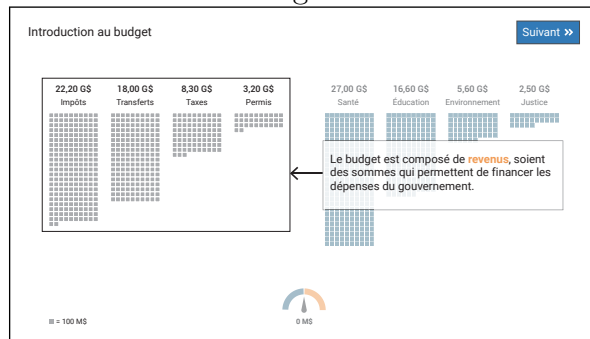 Introduction au budget
Suivant »
22,20 G$ 18,00 G$ 8,30 G$ 3,20 G$ 27,00 G$ 16,60 G$ 5,60 G$ 2,50 G$
Impôts Transferts Taxes Permis Santé Éducation Environnement Justice
Le budget est composé de revenus, soient
des sommes qui permettent de financer les
dépenses du gouvernement.
= 100 M$
0 M$